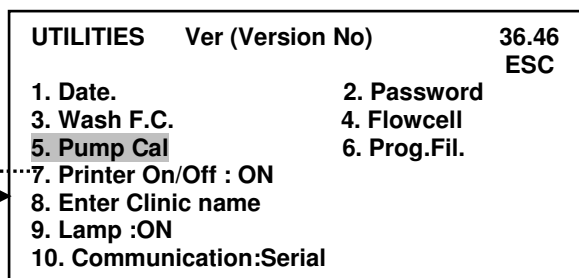 UTILITIES Ver (Version No) 36.46
ESC
1. Date. 2. Password
3. Wash F.C. 4. Flowcell
5. Pump Cal 6. Prog.Fil.
7. Printer On/Off : ON
8. Enter Clinic name
9. Lamp :ON
10. Communication:Serial